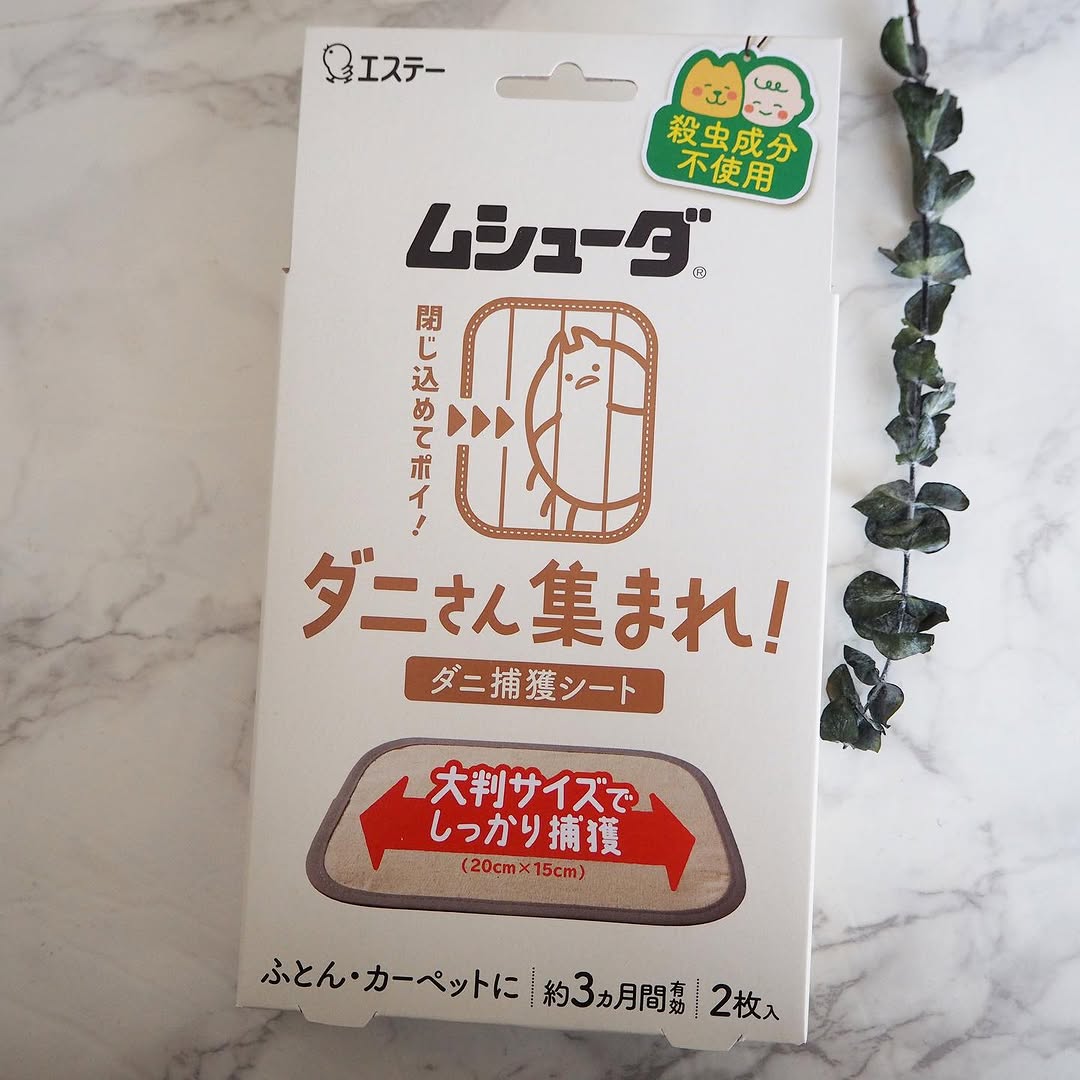 エステー
殺虫成分
不使用
ムシューダ®
閉じ込めてポイ!
ダニさん集まれ!
ダニ捕獲シート
大判サイズで
しっかり捕獲
(20cm×15cm)
ふとん・カーペットに
約3ヵ月間有効
2枚入